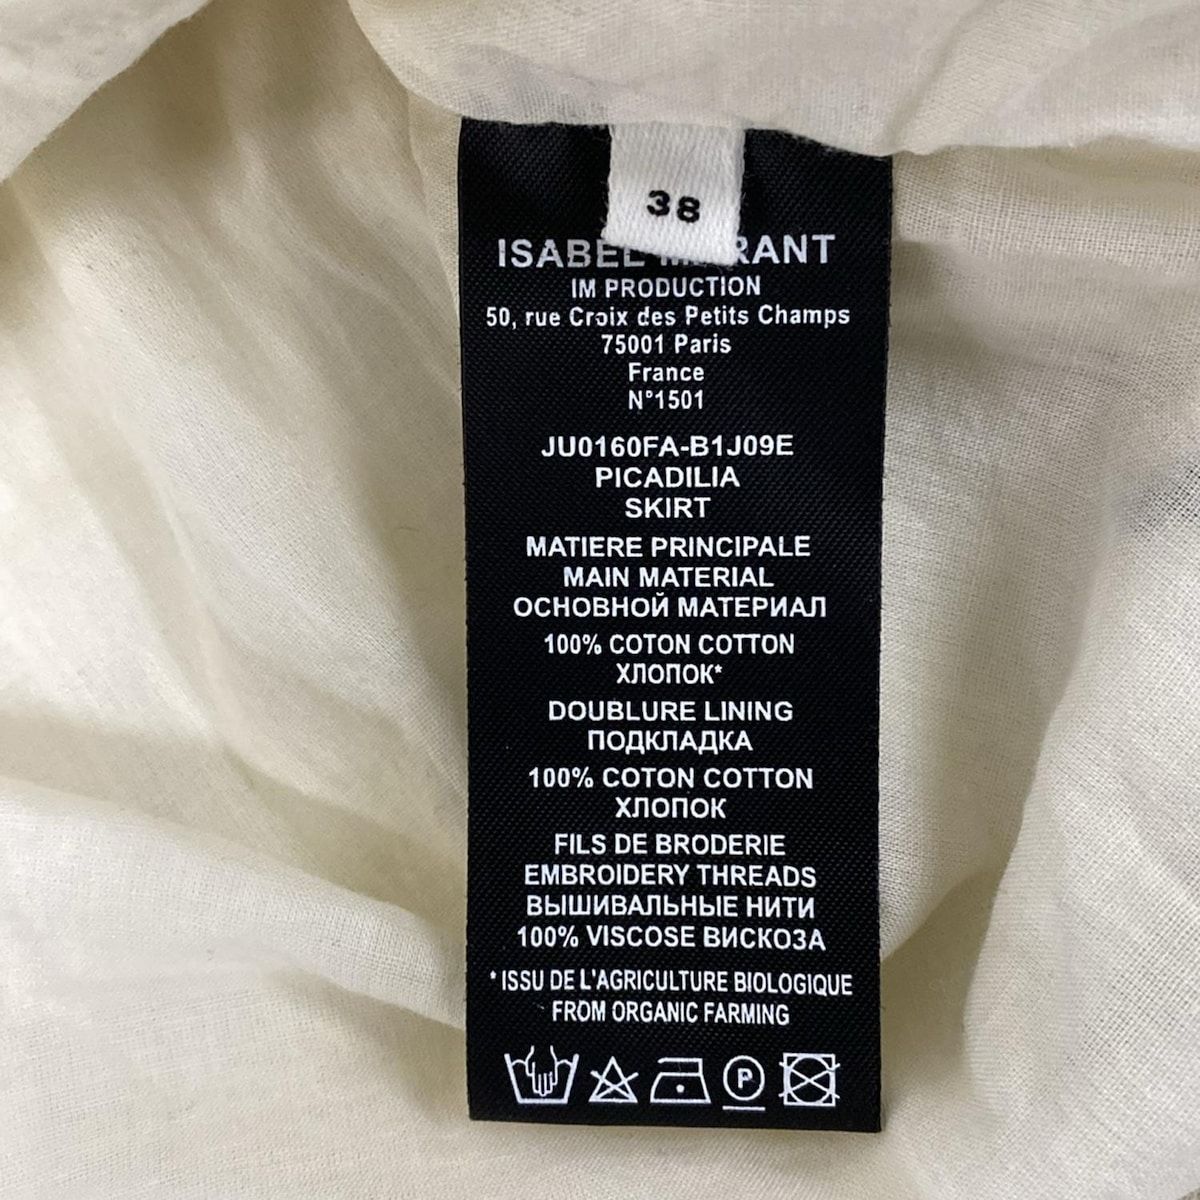 38
ISABEL
IM PRODUCTION
50, rue Croix des Petits Champs
75001 Paris
France
N°1501
JU0160FA-B1J09E
PICADILIA
SKIRT
MATIERE PRINCIPALE
MAIN MATERIAL
ОСНОВНОЙ МАТЕРИАЛ
100% COTON COTTON
ХЛОПОК*
DOUBLURE LINING
ПОДКЛАДКА
100% COTON COTTON
ХЛОПОК
FILS DE BRODERIE
EMBROIDERY THREADS
ВЫШИВАЛЬНЫЕ НИТИ
100% VISCOSE ВИСКОЗА
* ISSU DE L'AGRICULTURE BIOLOGIQUE
FROM ORGANIC FARMING
P